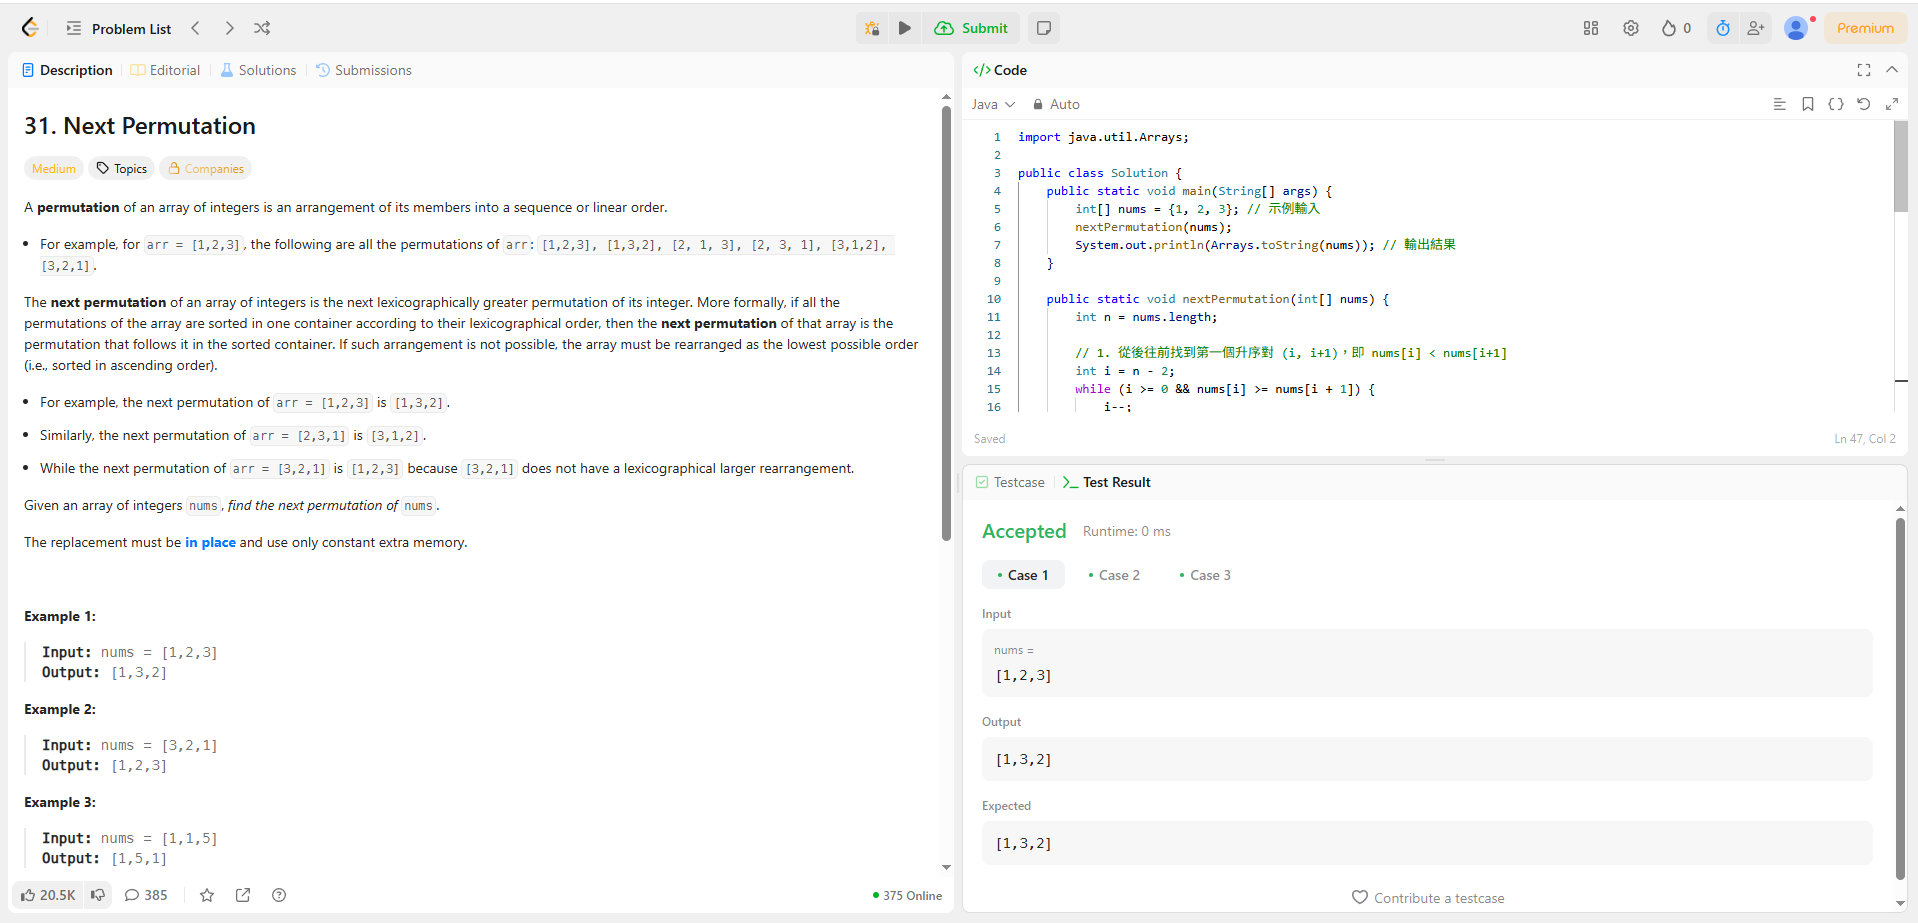 Problem List
Submit
0
Premium
Description
Editorial
Solutions
Submissions
31. Next Permutation
Medium
Topics
Companies
A permutation of an array of integers is an arrangement of its members into a sequence or linear order.
For example, for arr = [1,2,3], the following are all the permutations of arr: [1,2,3], [1,3,2], [2, 1, 3], [2, 3, 1], [3,1,2],
[3,2,1].
The next permutation of an array of integers is the next lexicographically greater permutation of its integer. More formally, if all the
permutations of the array are sorted in one container according to their lexicographical order, then the next permutation of that array is the
permutation that follows it in the sorted container. If such arrangement is not possible, the array must be rearranged as the lowest possible order
(i.e., sorted in ascending order).
For example, the next permutation of arr = [1,2,3] is [1,3,2].
Similarly, the next permutation of arr = [2,3,1] is [3,1,2].
While the next permutation of arr = [3,2,1] is [1,2,3] because [3,2,1] does not have a lexicographical larger rearrangement.
Given an array of integers nums, find the next permutation of nums.
The replacement must be in place and use only constant extra memory.
Example 1:
Input: nums = [1,2,3]
Output: [1,3,2]
Example 2:
Input: nums = [3,2,1]
Output: [1,2,3]
Example 3:
Input: nums = [1,1,5]
Output: [1,5,1]
20.5K
385
375 Online
Code
Java
Auto
1 import java.util.Arrays;
2
3 public class Solution {
4 public static void main(String[] args) {
5 int[] nums = {1, 2, 3}; // 示例輸入
6 nextPermutation(nums);
7 System.out.println(Arrays.toString(nums)); // 輸出結果
8 }
9
10 public static void nextPermutation(int[] nums) {
11 int n = nums.length;
12
13 // 1. 從後往前找到第一個升序對 (i, i+1)，即 nums[i] < nums[i+1]
14 int i = n - 2;
15 while (i >= 0 && nums[i] >= nums[i + 1]) {
16 i--;
Saved
Ln 47, Col 2
Testcase
Test Result
Accepted
Runtime: 0 ms
Case 1
Case 2
Case 3
Input
nums =
[1,2,3]
Output
[1,3,2]
Expected
[1,3,2]
Contribute a testcase